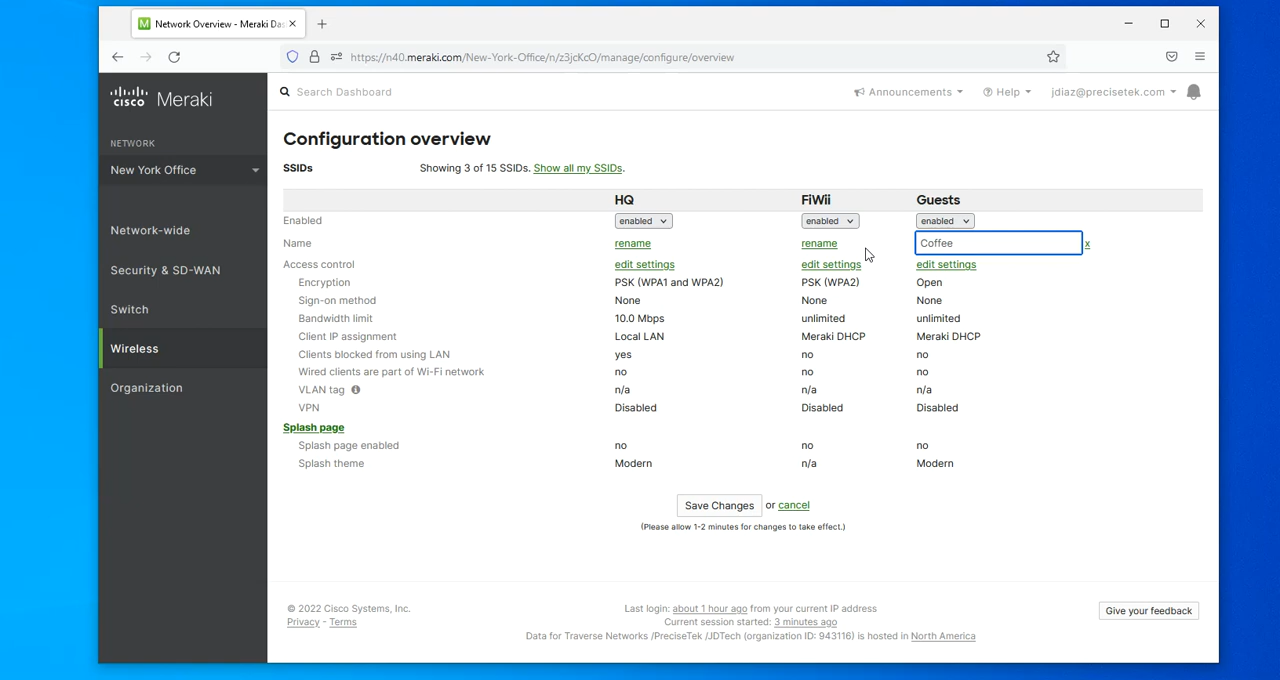 Network Overview - Meraki Das
https://n40.meraki.com/New-York-Office/n/z3jcKcO/manage/configure/overview
cisco Meraki
Search Dashboard
Announcements
Help
jdiaz@precisetek.com
NETWORK
New York Office
Network-wide
Security & SD-WAN
Switch
Wireless
Organization
Configuration overview
SSIDs Showing 3 of 15 SSIDs. Show all my SSIDs.
HQ FiWii Guests
Enabled enabled enabled enabled
Name rename rename Coffee x
Access control edit settings edit settings edit settings
Encryption PSK (WPA1 and WPA2) PSK (WPA2) Open
Sign-on method None None None
Bandwidth limit 10.0 Mbps unlimited unlimited
Client IP assignment Local LAN Meraki DHCP Meraki DHCP
Clients blocked from using LAN yes no no
Wired clients are part of Wi-Fi network no no no
VLAN tag n/a n/a n/a
VPN Disabled Disabled Disabled
Splash page
Splash page enabled no no no
Splash theme Modern n/a Modern
Save Changes or cancel
(Please allow 1-2 minutes for changes to take effect.)
© 2022 Cisco Systems, Inc.
Privacy - Terms
Last login: about 1 hour ago from your current IP address
Current session started: 3 minutes ago
Data for Traverse Networks /PreciseTek /JDTech (organization ID: 943116) is hosted in North America
Give your feedback